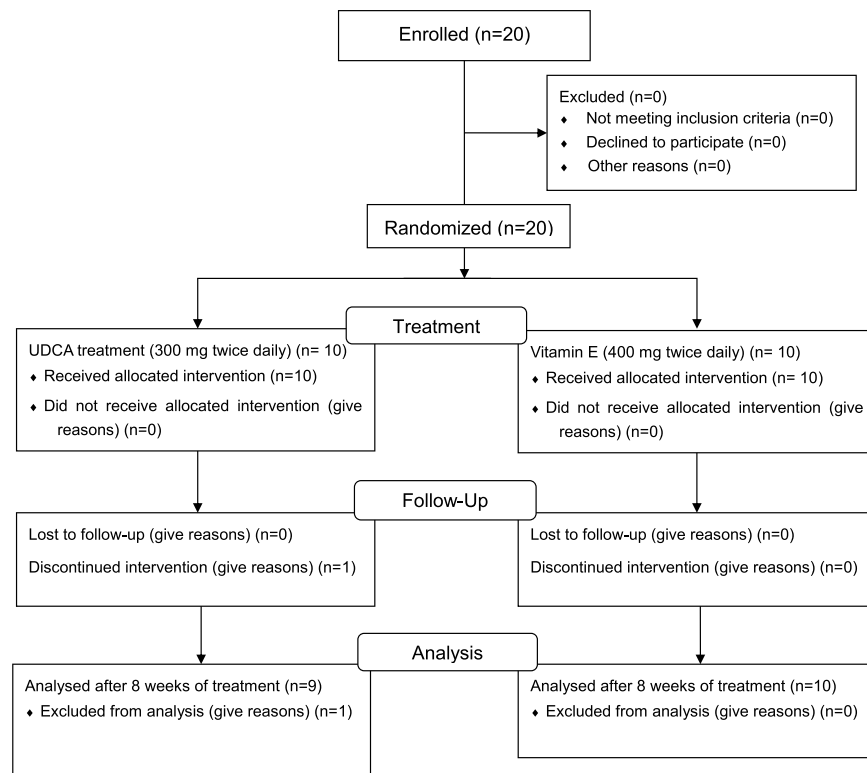 Enrolled (n=20)
Excluded (n=0)
♦ Not meeting inclusion criteria (n=0)
♦ Declined to participate (n=0)
♦ Other reasons (n=0)
Randomized (n=20)
Treatment
UDCA treatment (300 mg twice daily) (n= 10)
♦ Received allocated intervention (n=10)
♦ Did not receive allocated intervention (give
reasons) (n=0)
Vitamin E (400 mg twice daily) (n= 10)
♦ Received allocated intervention (n= 10)
♦ Did not receive allocated intervention (give
reasons) (n=0)
Follow-Up
Lost to follow-up (give reasons) (n=0)
Discontinued intervention (give reasons) (n=1)
Lost to follow-up (give reasons) (n=0)
Discontinued intervention (give reasons) (n=0)
Analysis
Analysed after 8 weeks of treatment (n=9)
♦ Excluded from analysis (give reasons) (n=1)
Analysed after 8 weeks of treatment (n=10)
♦ Excluded from analysis (give reasons) (n=0)